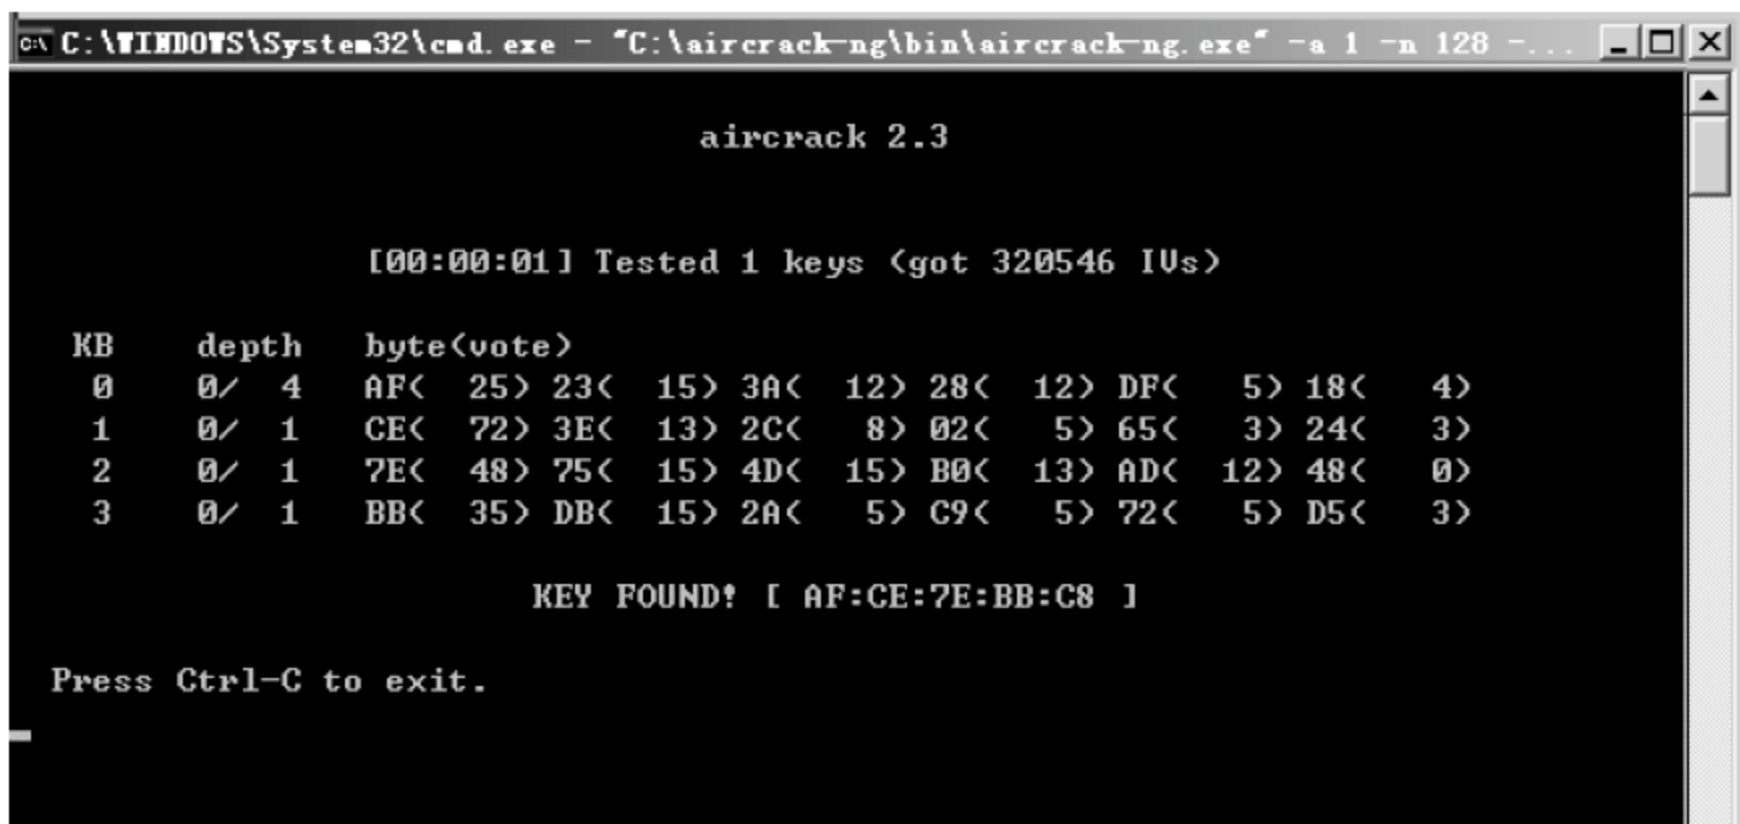 C:\WINDOWS\System32\cmd.exe - "C:\aircrack-ng\bin\aircrack-ng.exe" -a 1 -n 128 -...
aircrack 2.3
[00:00:01] Tested 1 keys (got 320546 IVs)
KB depth byte(vote)
0 0/ 4 AF( 25) 23( 15) 3A( 12) 28( 12) DF( 5) 18( 4)
1 0/ 1 CE( 72) 3E( 13) 2C( 8) 02( 5) 65( 3) 24( 3)
2 0/ 1 7E( 48) 75( 15) 4D( 15) B0( 13) AD( 12) 48( 0)
3 0/ 1 BB( 35) DB( 15) 2A( 5) C9( 5) 72( 5) D5( 3)
KEY FOUND! [ AF:CE:7E:BB:C8 ]
Press Ctrl-C to exit.